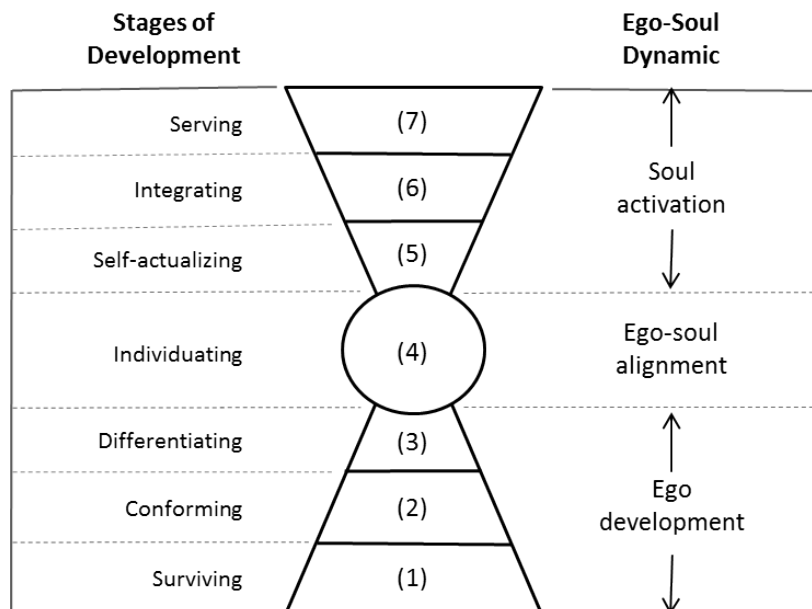 Stages of
Development
Ego-Soul
Dynamic
Serving
(7)
Integrating
(6)
Soul
activation
Self-actualizing
(5)
Individuating
(4)
Ego-soul
alignment
Differentiating
(3)
Conforming
(2)
Ego
development
Surviving
(1)